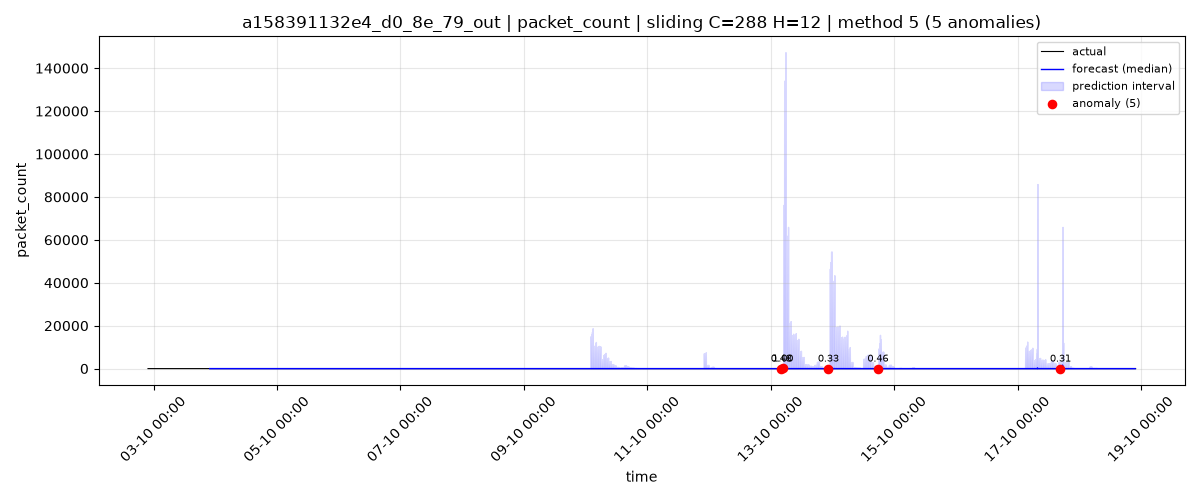 a158391132e4_d0_8e_79_out | packet_count | sliding C=288 H=12 | method 5 (5 anomalies)
actual
forecast (median)
prediction interval
anomaly (5)
packet_count
140000
120000
100000
80000
60000
40000
20000
0
0.33
0.46
0.31
03-10 00:00
05-10 00:00
07-10 00:00
09-10 00:00
11-10 00:00
13-10 00:00
15-10 00:00
17-10 00:00
19-10 00:00
time